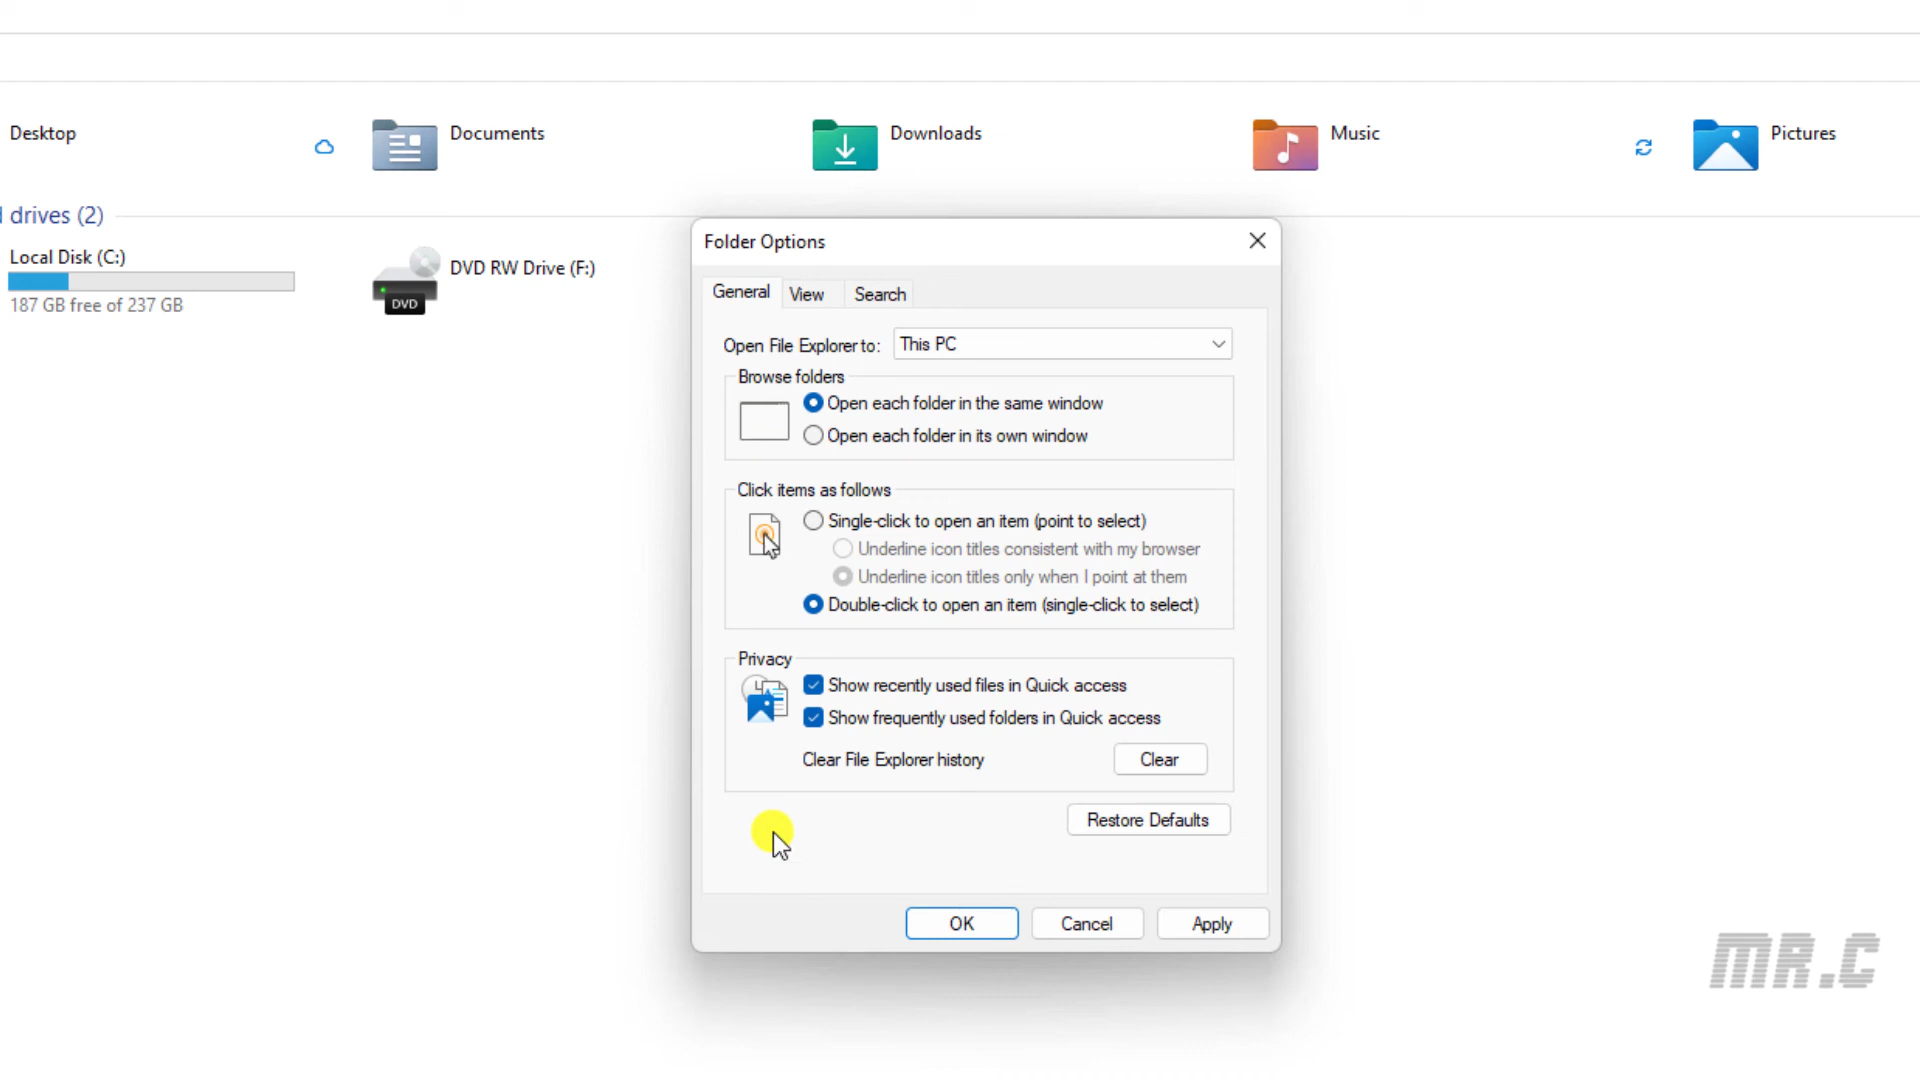 Desktop
Documents
Downloads
Music
Pictures
drives (2)
Local Disk (C:)
187 GB free of 237 GB
DVD
DVD RW Drive (F:)
Folder Options
General
View
Search
Open File Explorer to:
This PC
Browse folders
Open each folder in the same window
Open each folder in its own window
Click items as follows
Single-click to open an item (point to select)
Underline icon titles consistent with my browser
Underline icon titles only when I point at them
Double-click to open an item (single-click to select)
Privacy
Show recently used files in Quick access
Show frequently used folders in Quick access
Clear File Explorer history
Clear
Restore Defaults
OK
Cancel
Apply
MR.C